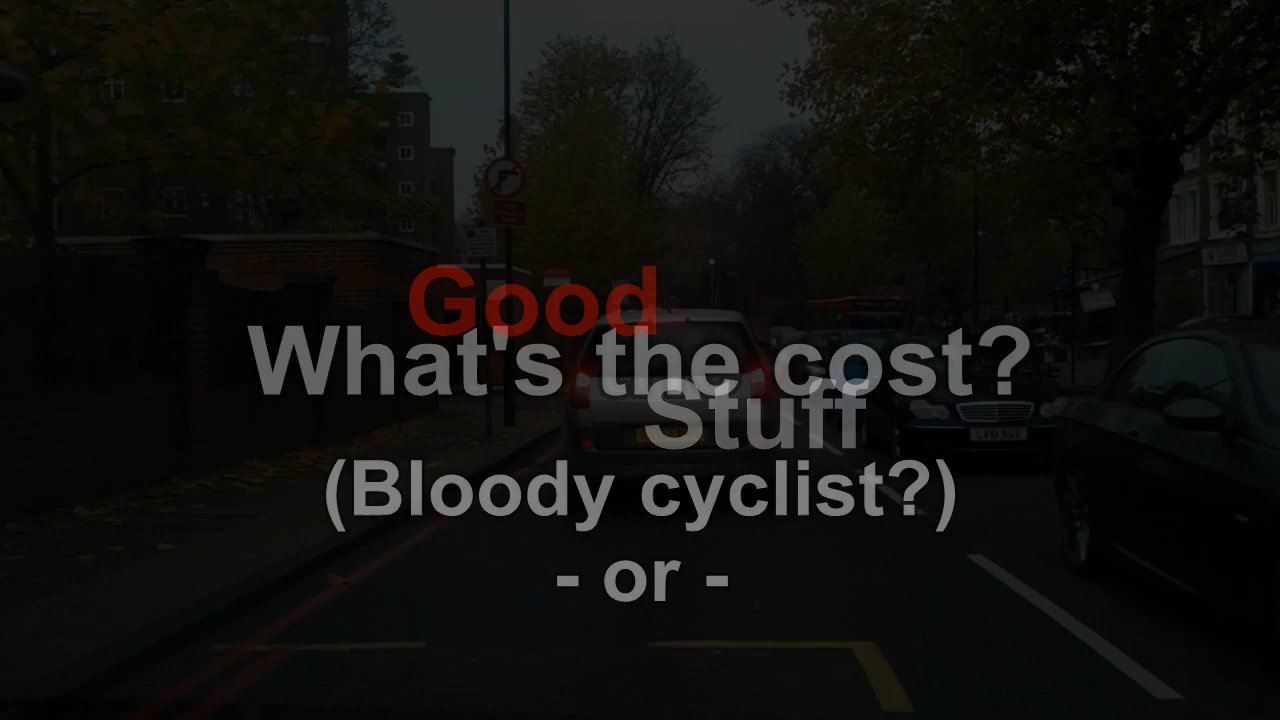 Good
What's the cost?
Stuff
(Bloody cyclist?)
- or -